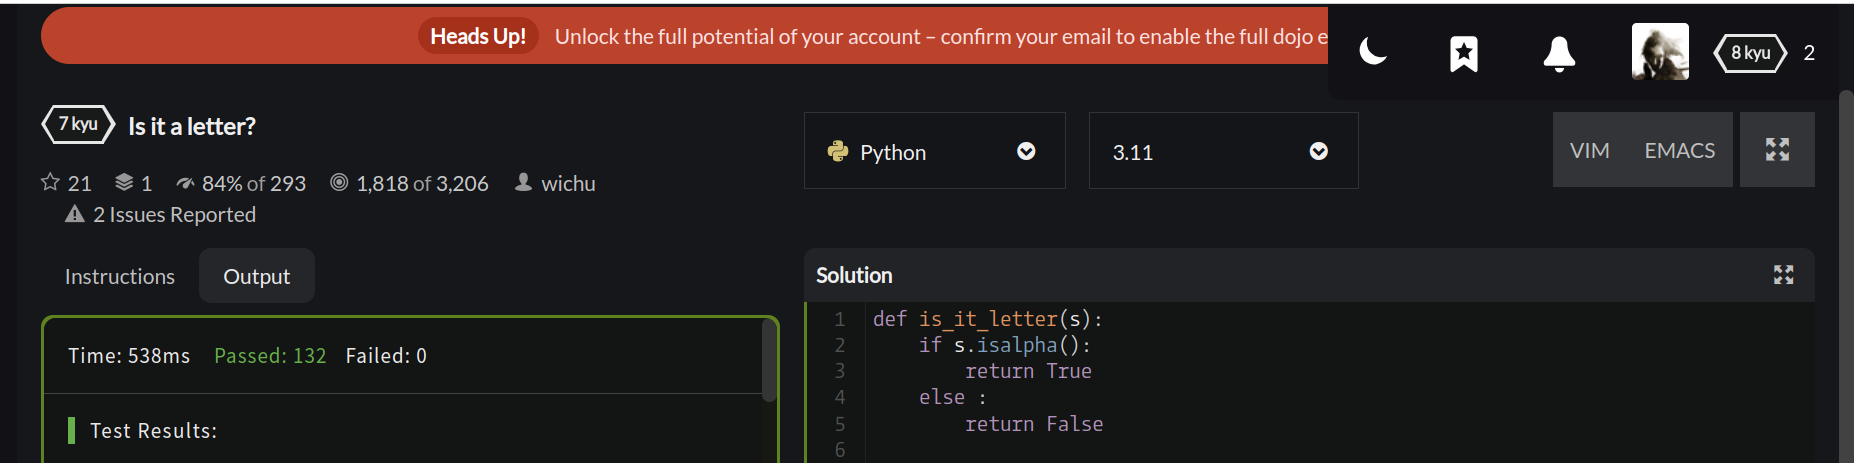 Heads Up! Unlock the full potential of your account – confirm your email to enable the full dojo e
8 kyu 2
7 kyu Is it a letter?
21 1 84% of 293 1,818 of 3,206 wichu
2 Issues Reported
Python 3.11 VIM EMACS
Instructions Output
Time: 538ms Passed: 132 Failed: 0
Test Results:
Solution
1 def is_it_letter(s):
2 if s.isalpha():
3 return True
4 else :
5 return False
6